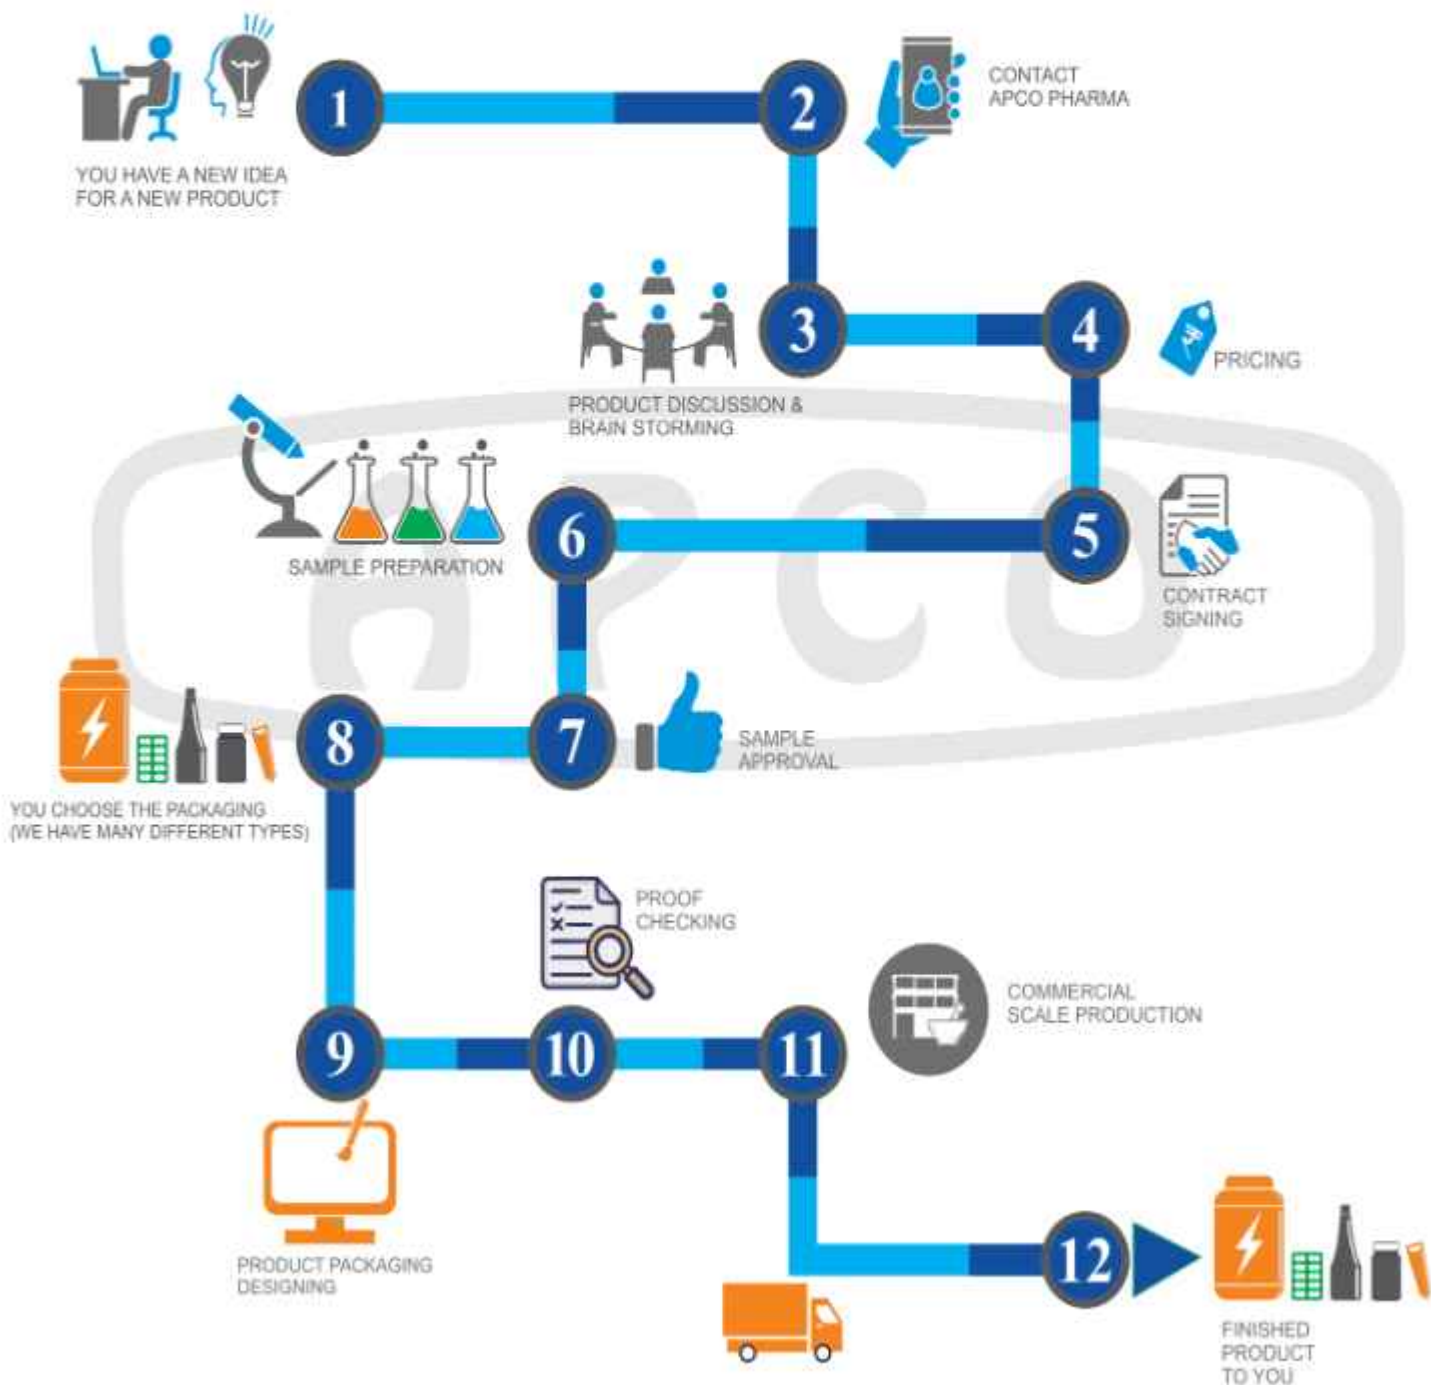 1
YOU HAVE A NEW IDEA
FOR A NEW PRODUCT
2
CONTACT
APCO PHARMA
3
PRODUCT DISCUSSION &
BRAIN STORMING
4
₹
PRICING
5
CONTRACT
SIGNING
6
SAMPLE PREPARATION
APCO
7
SAMPLE
APPROVAL
8
YOU CHOOSE THE PACKAGING
(WE HAVE MANY DIFFERENT TYPES)
9
PRODUCT PACKAGING
DESIGNING
10
PROOF
CHECKING
11
COMMERCIAL
SCALE PRODUCTION
12
FINISHED
PRODUCT
TO YOU